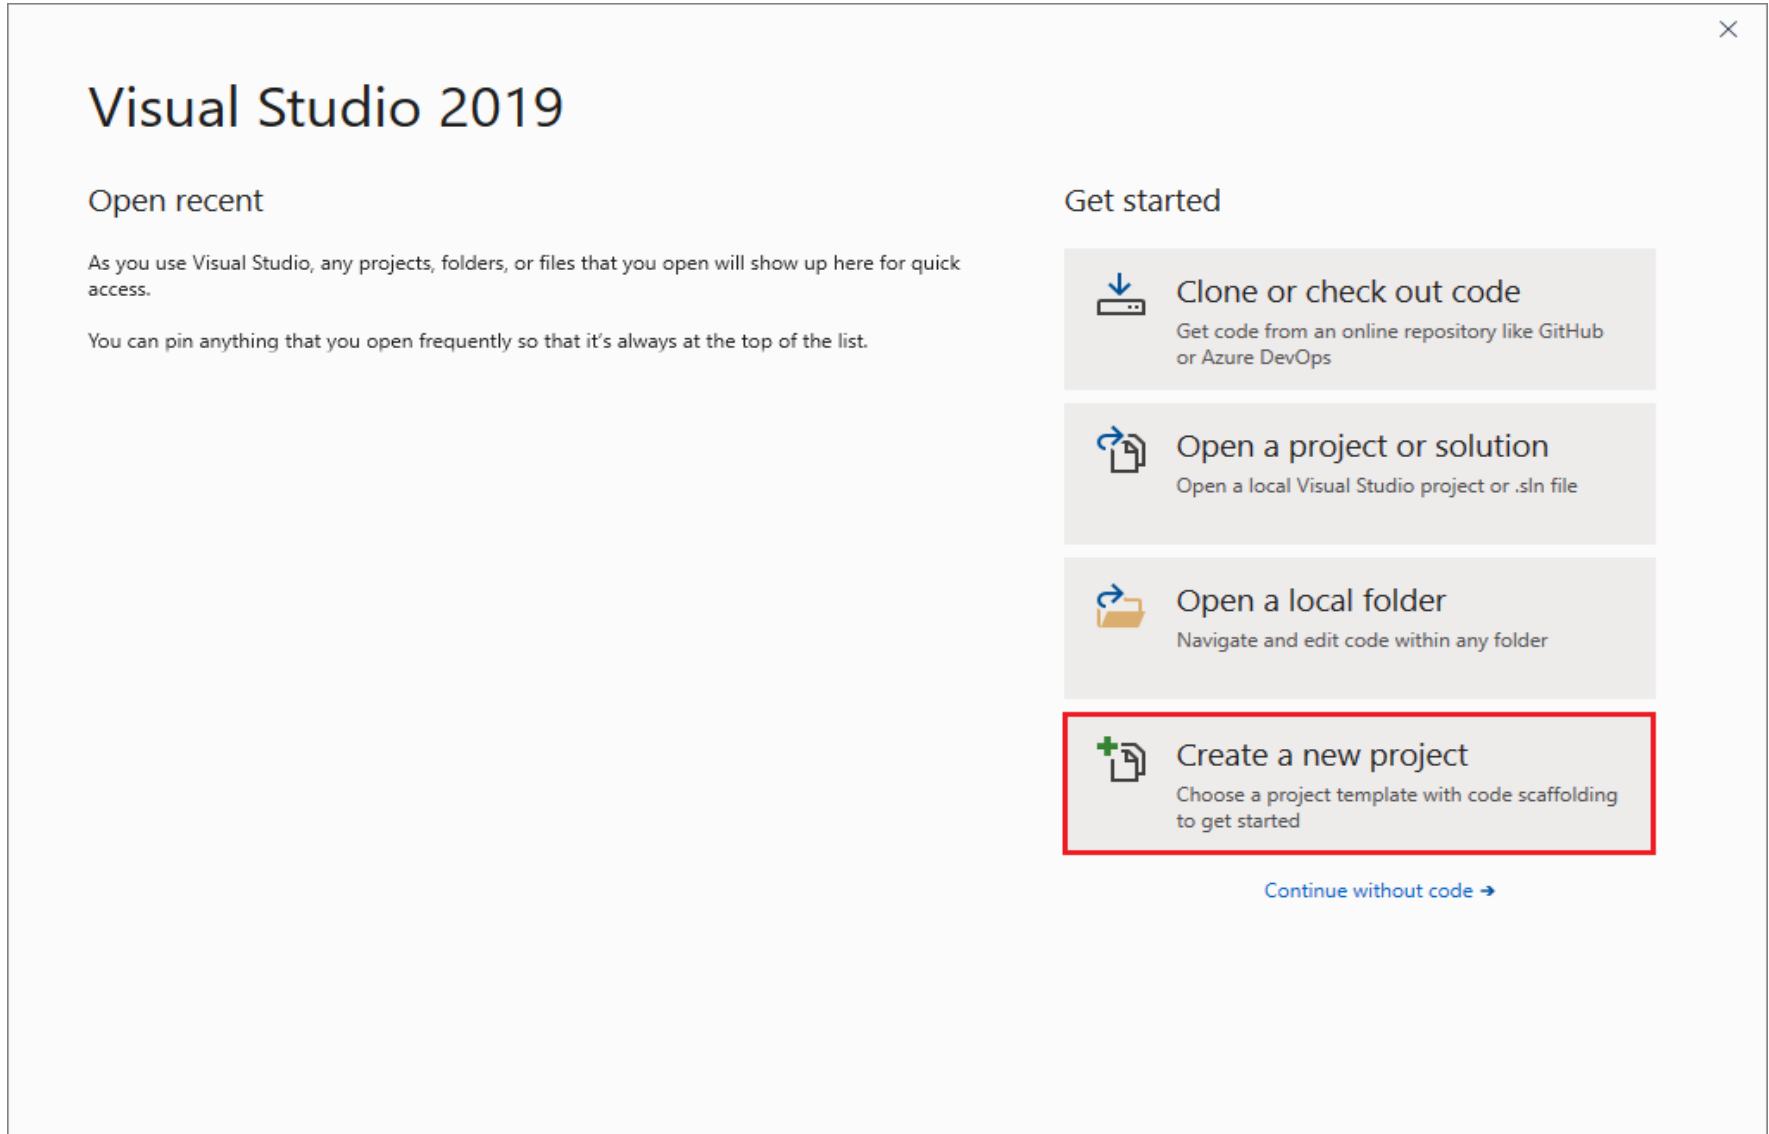 Visual Studio 2019
Open recent
As you use Visual Studio, any projects, folders, or files that you open will show up here for quick
access.
You can pin anything that you open frequently so that it's always at the top of the list.
Get started
Clone or check out code
Get code from an online repository like GitHub
or Azure DevOps
Open a project or solution
Open a local Visual Studio project or .sln file
Open a local folder
Navigate and edit code within any folder
Create a new project
Choose a project template with code scaffolding
to get started
Continue without code →